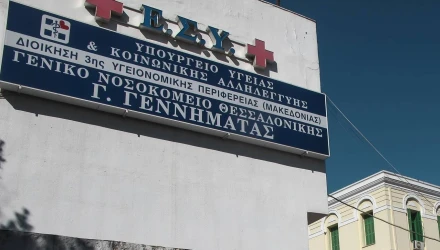 Ε.Σ.Υ.
ΥΠΟΥΡΓΕΙΟ ΥΓΕΙΑΣ
& ΚΟΙΝΩΝΙΚΗΣ ΑΛΛΗΛΕΓΓΥΗΣ
ΔΙΟΙΚΗΣΗ 3ης ΥΓΕΙΟΝΟΜΙΚΗΣ ΠΕΡΙΦΕΡΕΙΑΣ (ΜΑΚΕΔΟΝΙΑΣ)
ΓΕΝΙΚΟ ΝΟΣΟΚΟΜΕΙΟ ΘΕΣΣΑΛΟΝΙΚΗΣ
Γ. ΓΕΝΝΗΜΑΤΑΣ